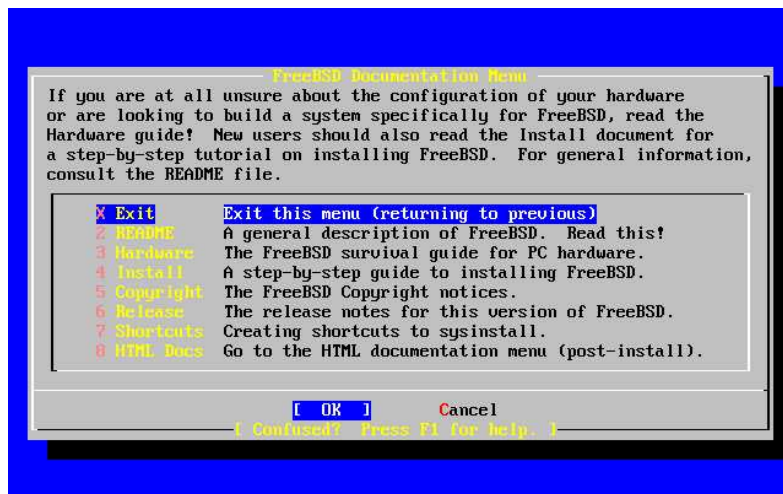 FreeBSD Documentation Menu
If you are at all unsure about the configuration of your hardware
or are looking to build a system specifically for FreeBSD, read the
Hardware guide!  New users should also read the Install document for
a step-by-step tutorial on installing FreeBSD.  For general information,
consult the README file.
X Exit Exit this menu (returning to previous)
2 README A general description of FreeBSD.  Read this!
3 Hardware The FreeBSD survival guide for PC hardware.
4 Install A step-by-step guide to installing FreeBSD.
5 Copyright The FreeBSD Copyright notices.
6 Release The release notes for this version of FreeBSD.
7 Shortcuts Creating shortcuts to sysinstall.
8 HTML Docs Go to the HTML documentation menu (post-install).
[ OK ] Cancel
[ Confused?  Press F1 for help. ]